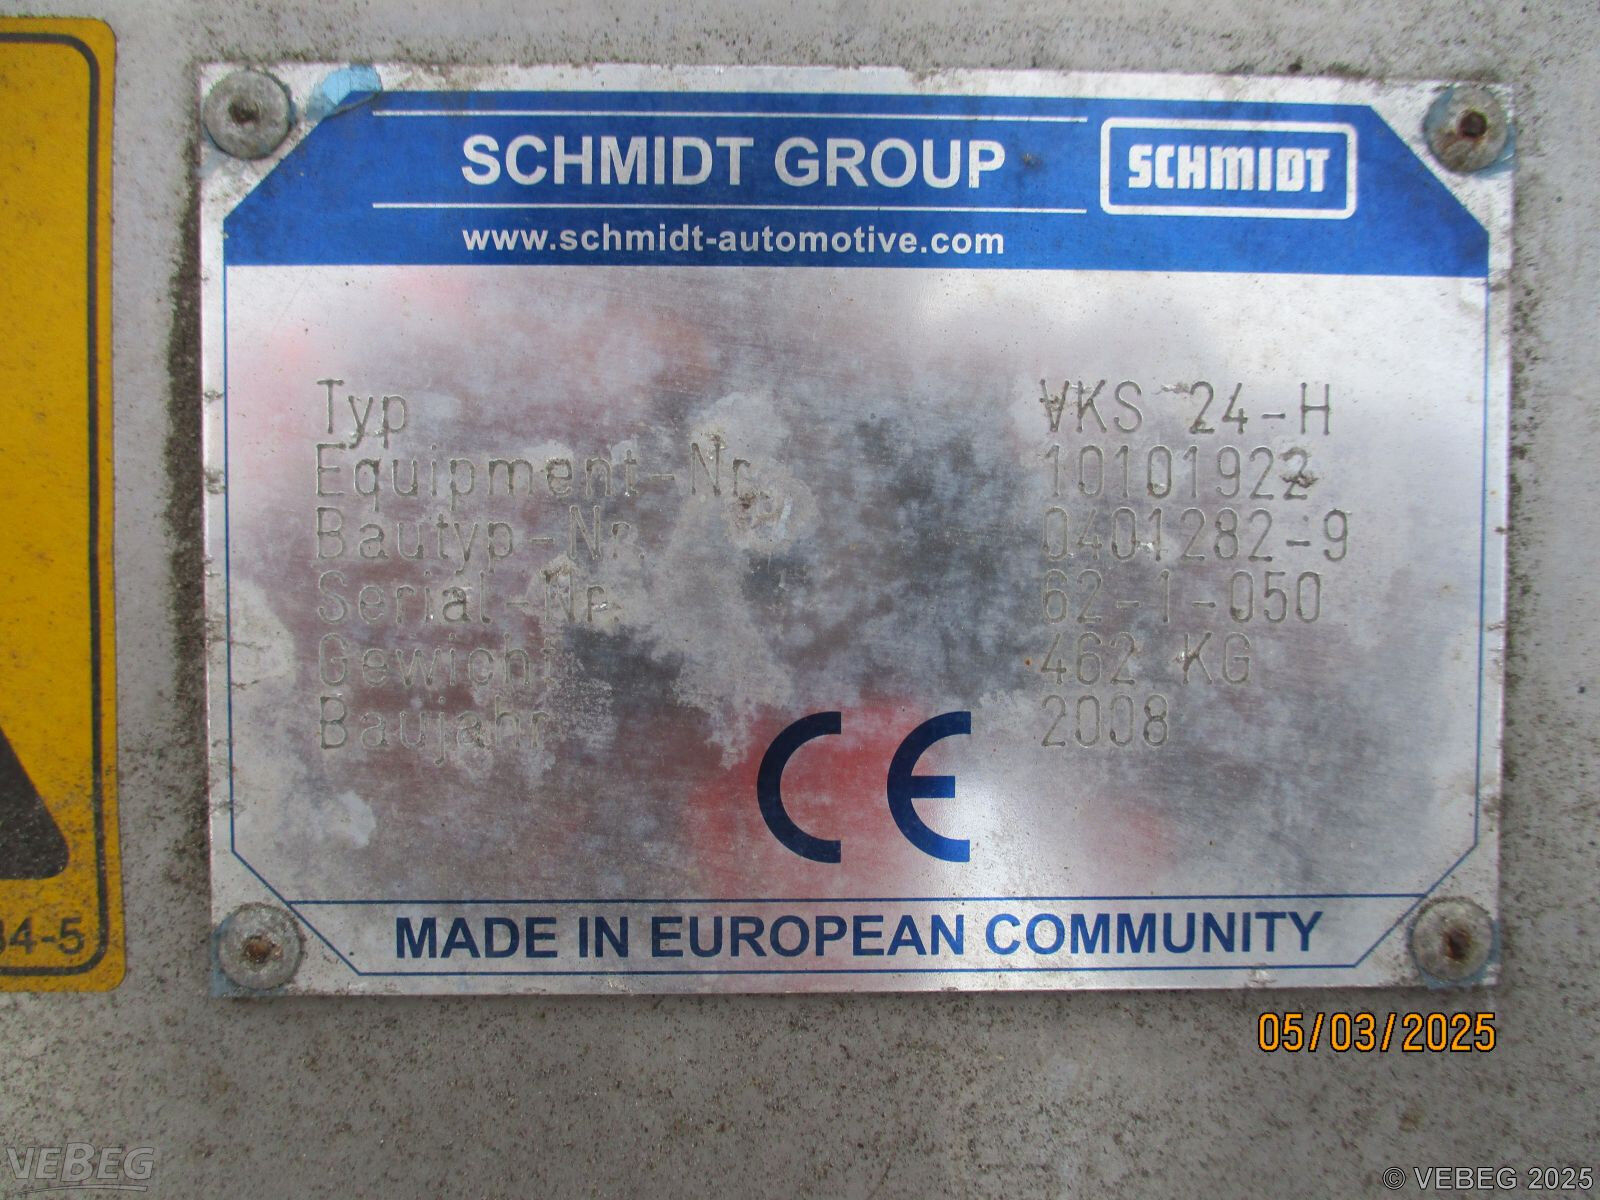 SCHMIDT GROUP
SCHMIDT
www.schmidt-automotive.com
Typ VKS 24-H
Equipment-Nr. 10101922
Bautyp-Nr. 0401282-9
Serial-Nr. 62-1-050
Gewicht 462 KG
Baujahr 2008
CE
MADE IN EUROPEAN COMMUNITY
84-5
05/03/2025
VEBEG
© VEBEG 2025